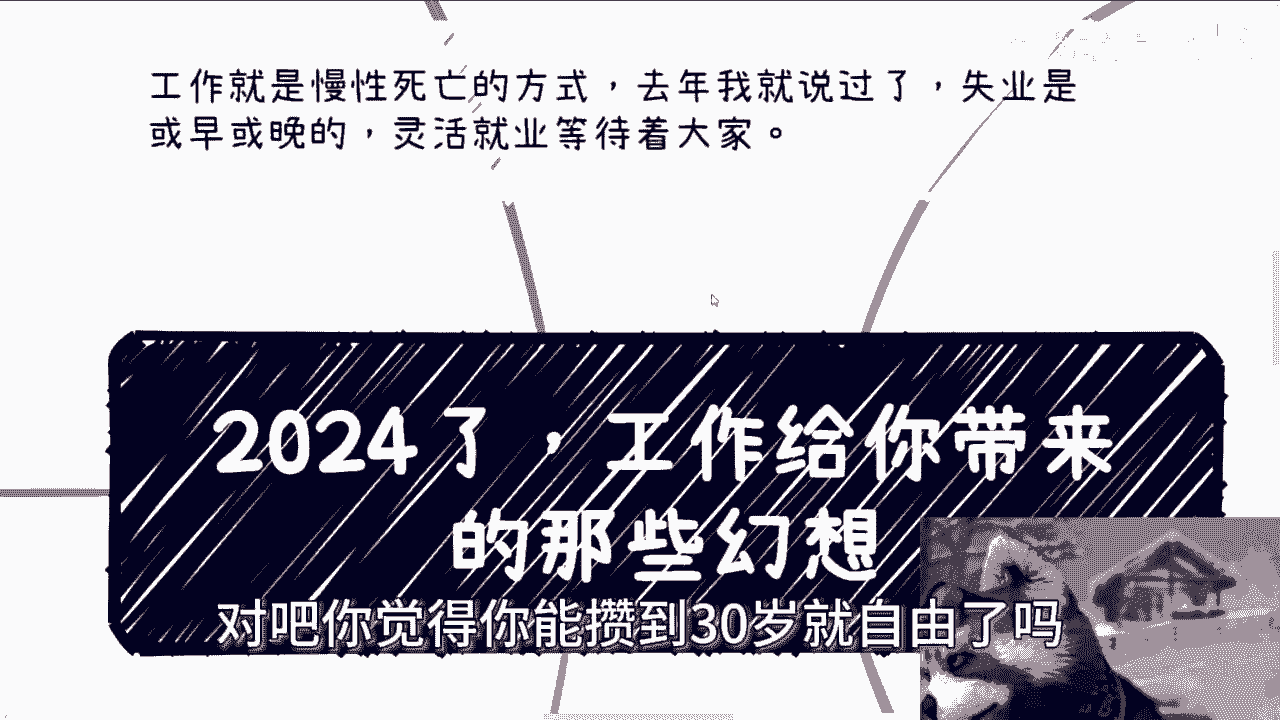 工作就是慢性死亡的方式，去年我就说过了，失业是
或早或晚的，灵活就业等待着大家。
2024了，工作给你带来
的那些幻想
对吧你觉得你能攒到30岁就自由了吗